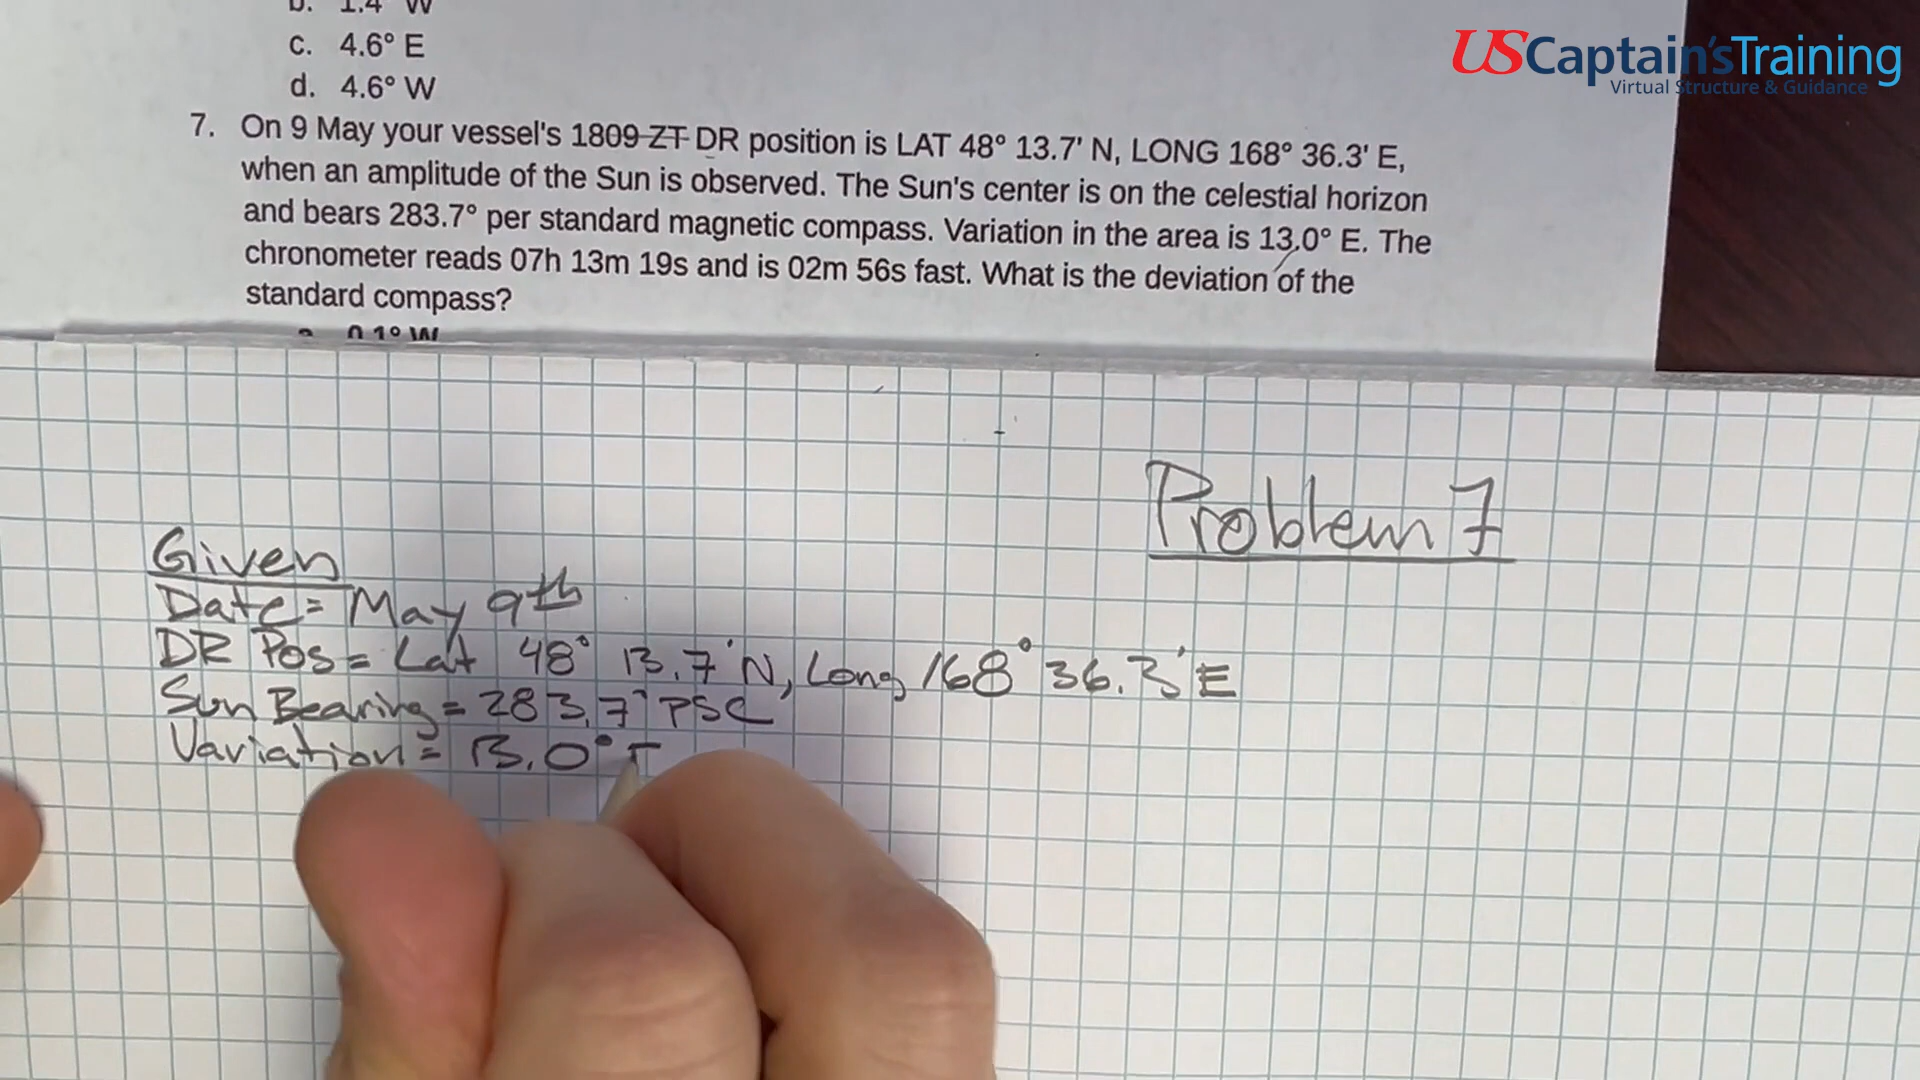 b. 1.4° W
c. 4.6° E
d. 4.6° W
USCaptain'sTraining
Virtual Structure & Guidance
7. On 9 May your vessel's 1809 ZT DR position is LAT 48° 13.7' N, LONG 168° 36.3' E,
when an amplitude of the Sun is observed. The Sun's center is on the celestial horizon
and bears 283.7° per standard magnetic compass. Variation in the area is 13.0° E. The
chronometer reads 07h 13m 19s and is 02m 56s fast. What is the deviation of the
standard compass?
a. 0.1° W
Problem 7
Given
Date = May 9th
DR Pos = Lat 48° 13.7' N, Long 168° 36.3' E
Sun Bearing = 283.7° PSC
Variation = 13.0°